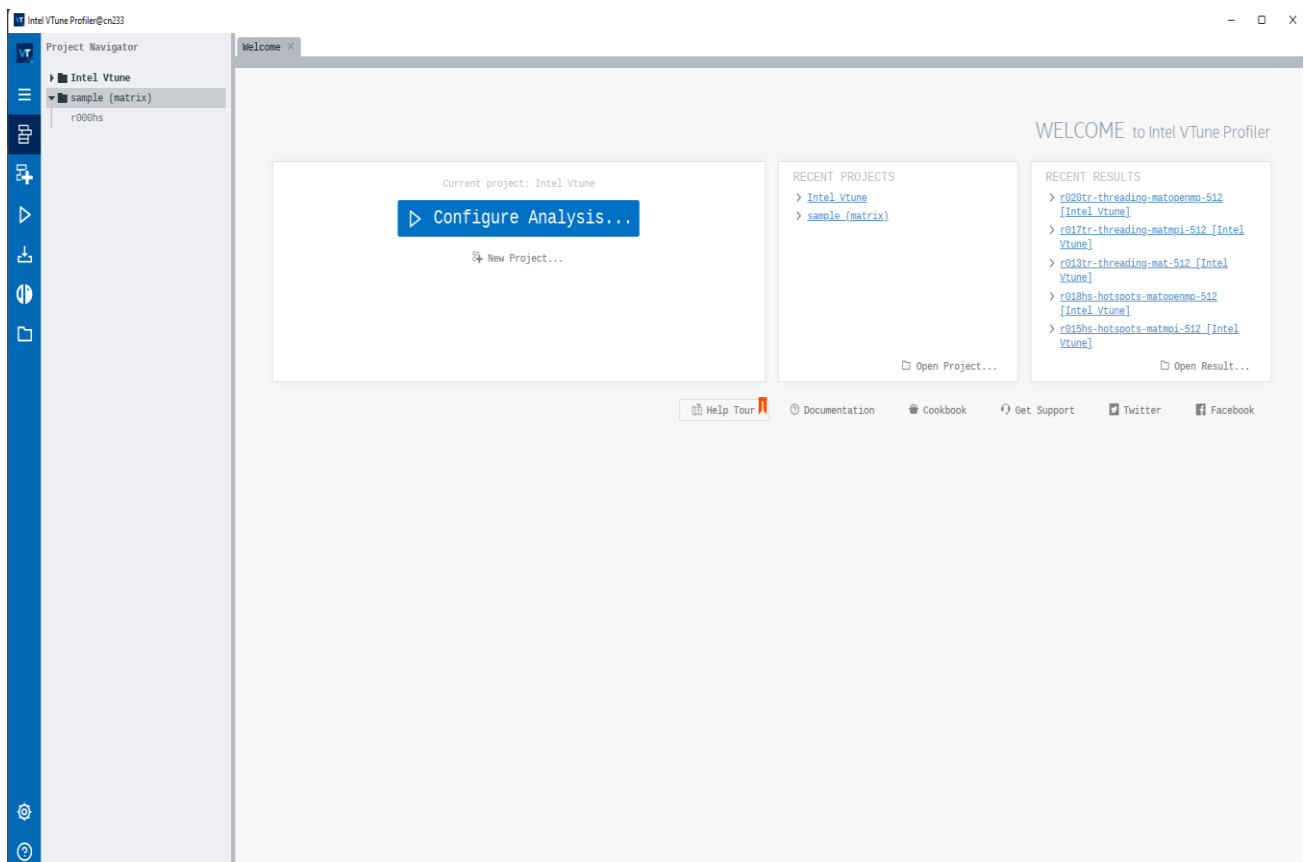 Intel VTune Profiler@cn233
Project Navigator
Intel Vtune
sample (matrix)
r000hs
Welcome
WELCOME to Intel VTune Profiler
Current project: Intel Vtune
Configure Analysis...
New Project...
RECENT PROJECTS
Intel Vtune
sample (matrix)
Open Project...
RECENT RESULTS
r020tr-threading-matopenmp-512
[Intel Vtune]
r017tr-threading-matmpi-512 [Intel
Vtune]
r013tr-threading-mat-512 [Intel
Vtune]
r018hs-hotspots-matopenmp-512
[Intel Vtune]
r015hs-hotspots-matmpi-512 [Intel
Vtune]
Open Result...
Help Tour
Documentation
Cookbook
Get Support
Twitter
Facebook